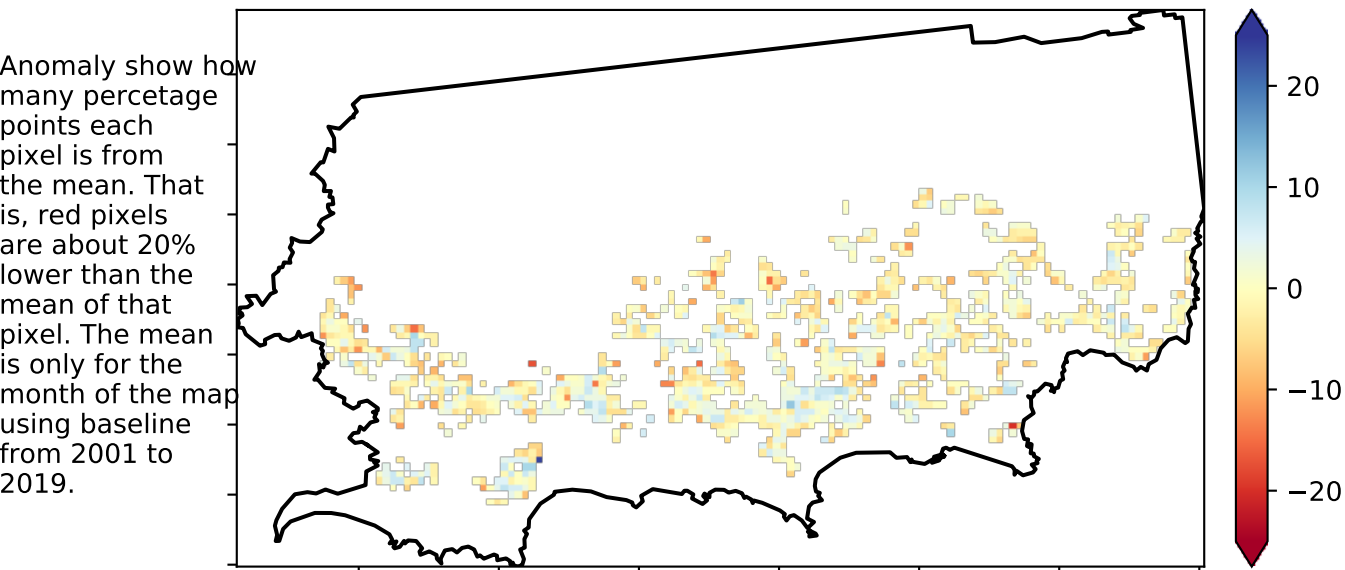 Anomaly show how
many percetage
points each
pixel is from
the mean. That
is, red pixels
are about 20%
lower than the
mean of that
pixel. The mean
is only for the
month of the map
using baseline
from 2001 to
2019.
20
10
0
−10
−20